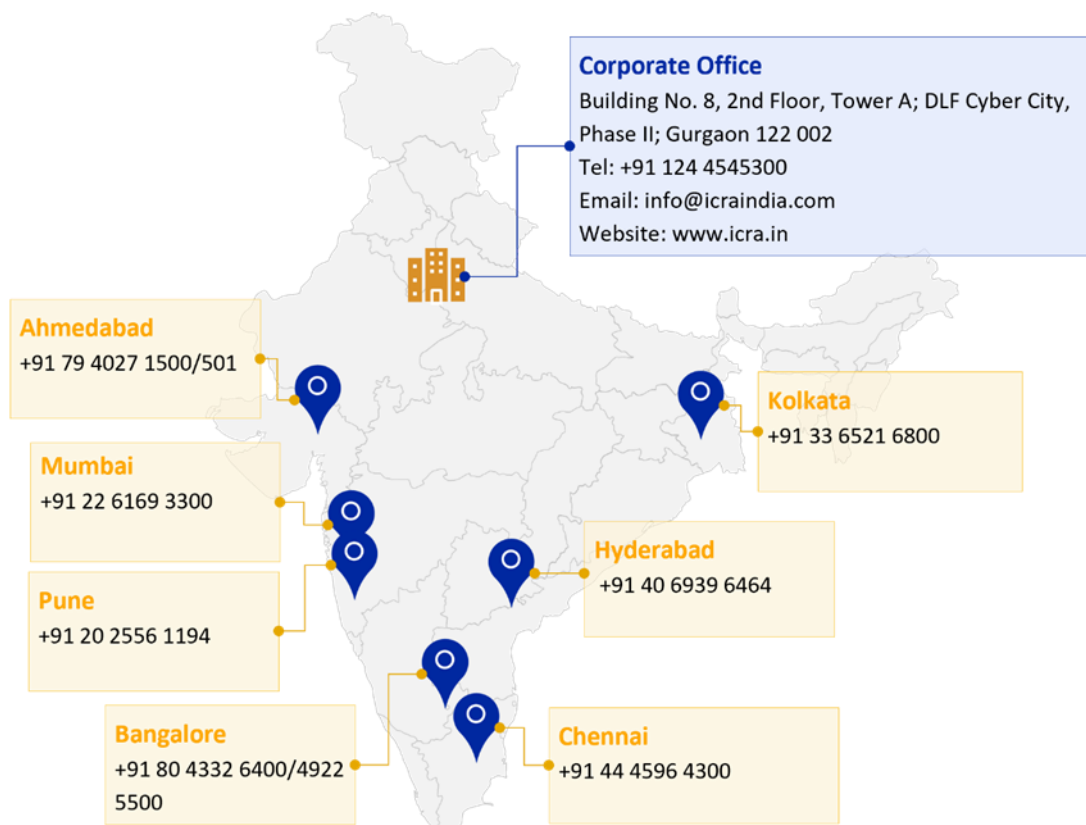 Corporate Office
Building No. 8, 2nd Floor, Tower A; DLF Cyber City,
Phase II; Gurgaon 122 002
Tel: +91 124 4545300
Email: info@icraindia.com
Website: www.icra.in
Ahmedabad
+91 79 4027 1500/501
Kolkata
+91 33 6521 6800
Mumbai
+91 22 6169 3300
Hyderabad
+91 40 6939 6464
Pune
+91 20 2556 1194
Bangalore
+91 80 4332 6400/4922
5500
Chennai
+91 44 4596 4300